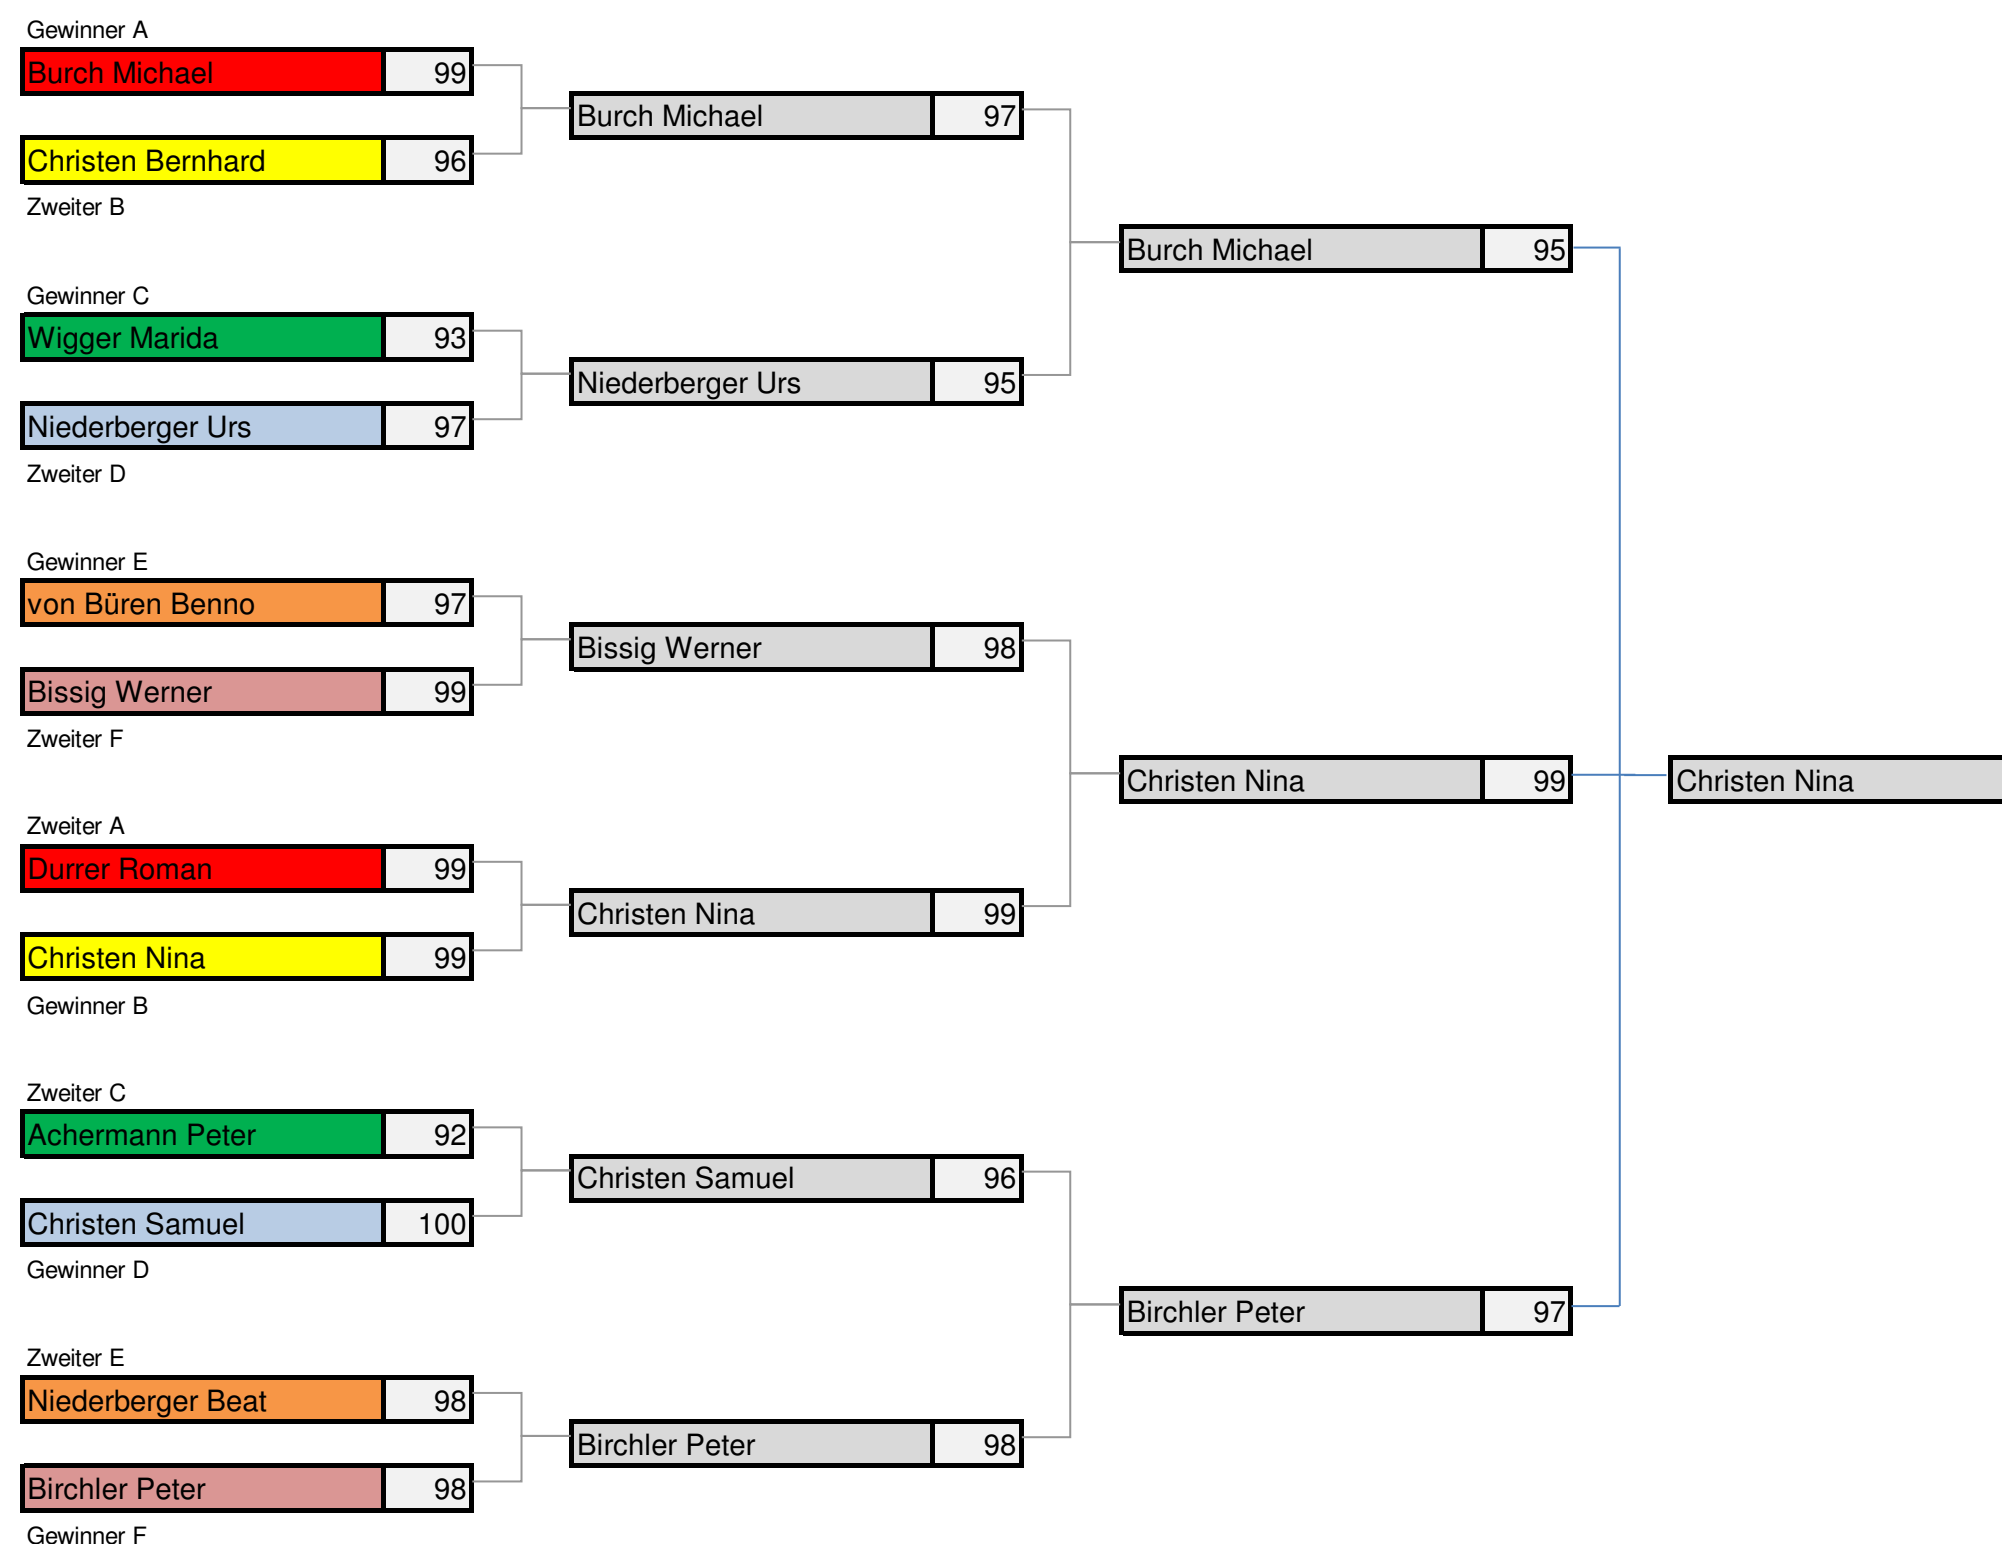 Gewinner A
Burch Michael 99
Christen Bernhard 96
Zweiter B
Gewinner C
Wigger Marida 93
Niederberger Urs 97
Zweiter D
Gewinner E
von Büren Benno 97
Bissig Werner 99
Zweiter F
Zweiter A
Durrer Roman 99
Christen Nina 99
Gewinner B
Zweiter C
Achermann Peter 92
Christen Samuel 100
Gewinner D
Zweiter E
Niederberger Beat 98
Birchler Peter 98
Gewinner F
Burch Michael 97
Niederberger Urs 95
Bissig Werner 98
Christen Nina 99
Christen Samuel 96
Birchler Peter 98
Burch Michael 95
Christen Nina 99
Birchler Peter 97
Christen Nina